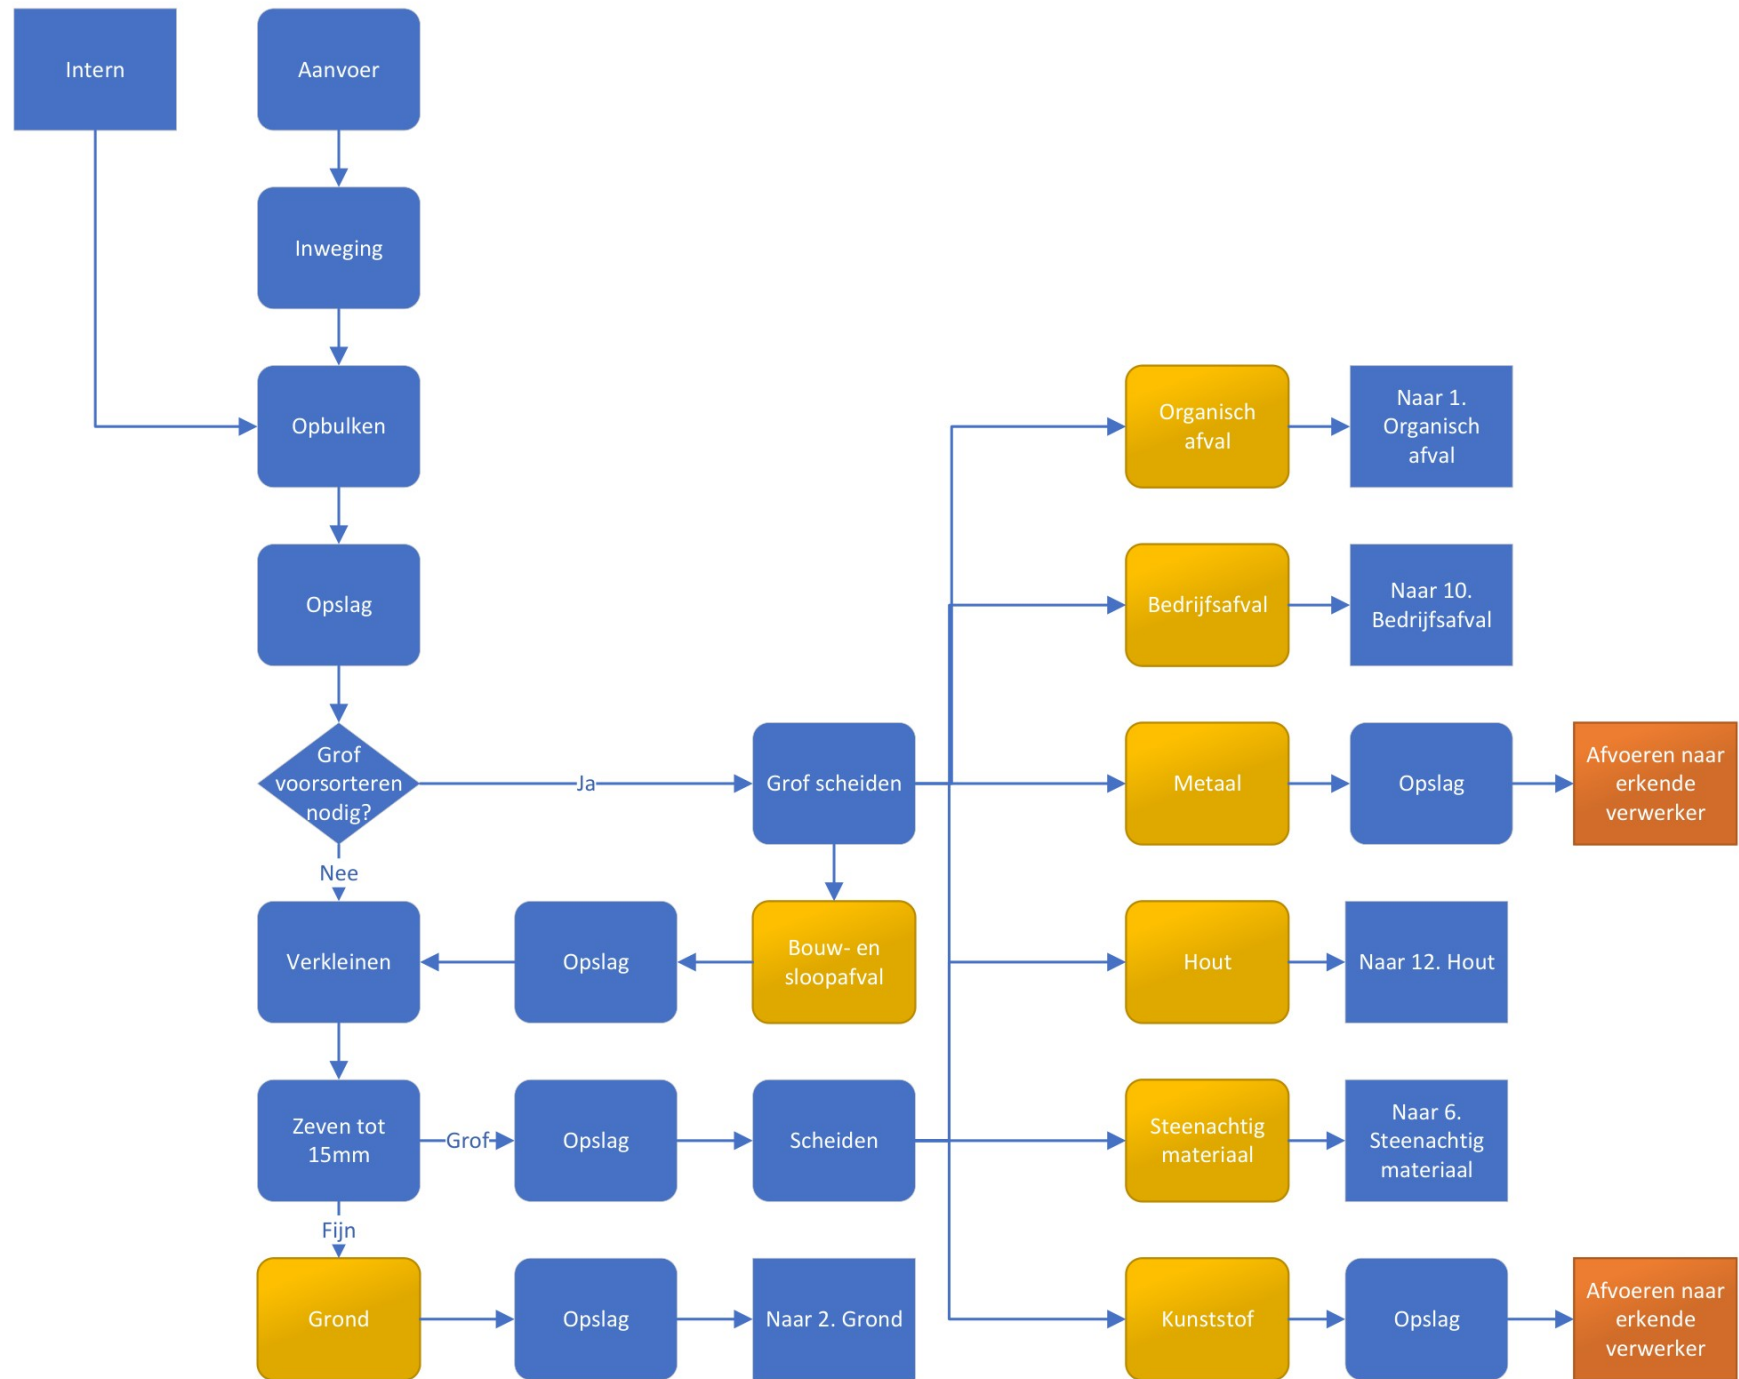 Intern
Aanvoer
Inweging
Opbulken
Organisch
afval
Naar 1.
Organisch
afval
Opslag
Bedrijfsafval
Naar 10.
Bedrijfsafval
Grof
voorsorteren
nodig?
Ja
Grof scheiden
Metaal
Opslag
Afvoeren naar
erkende
verwerker
Nee
Verkleinen
Opslag
Bouw- en
sloopafval
Hout
Naar 12. Hout
Zeven tot
15mm
Grof
Opslag
Scheiden
Steenachtig
materiaal
Naar 6.
Steenachtig
materiaal
Fijn
Grond
Opslag
Naar 2. Grond
Kunststof
Opslag
Afvoeren naar
erkende
verwerker